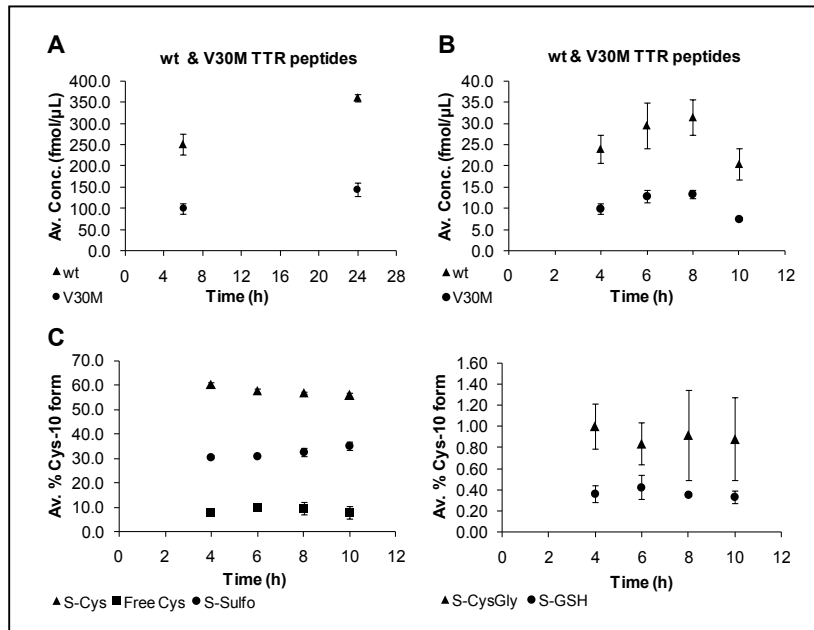 A
wt & V30M TTR peptides
Av. Conc. (fmol/µL)
400.0
350.0
300.0
250.0
200.0
150.0
100.0
50.0
0.0
0 4 8 12 16 20 24 28
Time (h)
wt
V30M
B
wt & V30M TTR peptides
Av. Conc. (fmol/µL)
40.0
35.0
30.0
25.0
20.0
15.0
10.0
5.0
0.0
0 2 4 6 8 10 12
Time (h)
wt
V30M
C
Av. % Cys-10 form
70.0
60.0
50.0
40.0
30.0
20.0
10.0
0.0
0 2 4 6 8 10 12
Time (h)
S-Cys Free Cys S-Sulfo
Av. % Cys-10 form
1.60
1.40
1.20
1.00
0.80
0.60
0.40
0.20
0.00
0 2 4 6 8 10 12
Time (h)
S-CysGly S-GSH